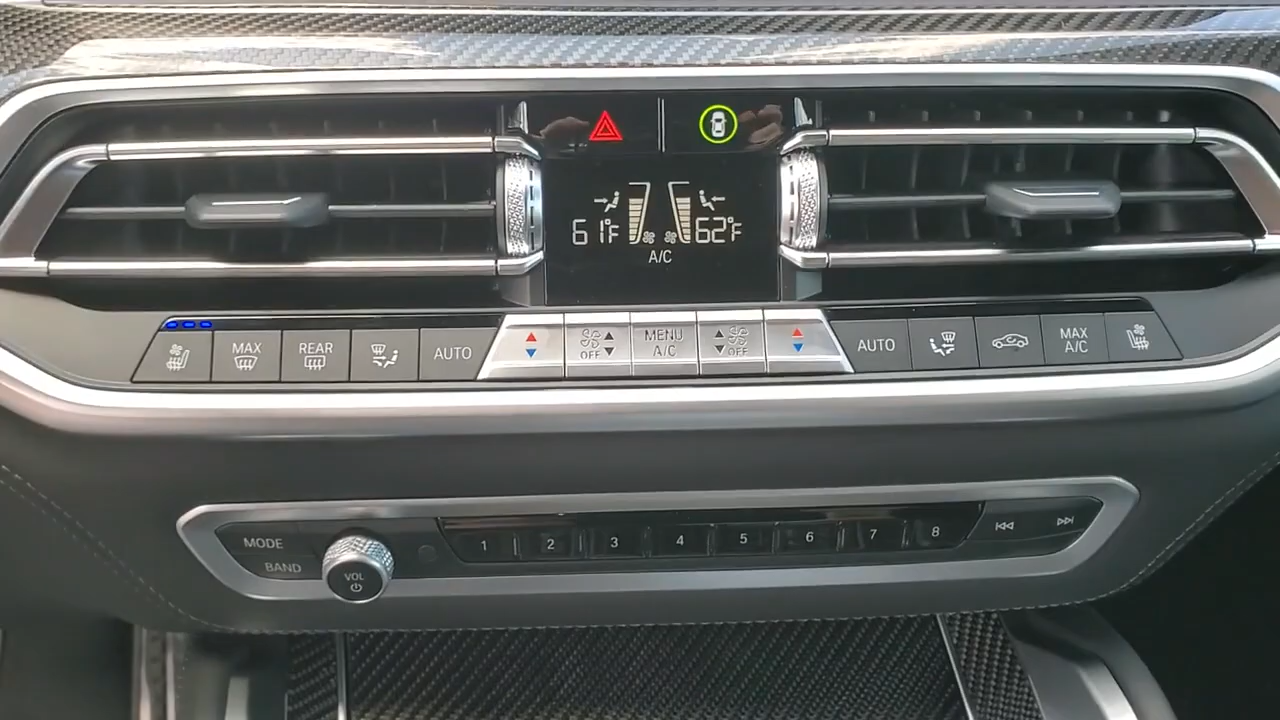 61°F 62°F
A/C
MAX
REAR
AUTO
OFF
MENU
A/C
OFF
AUTO
MAX
A/C
MODE
BAND
VOL
1 2 3 4 5 6 7 8